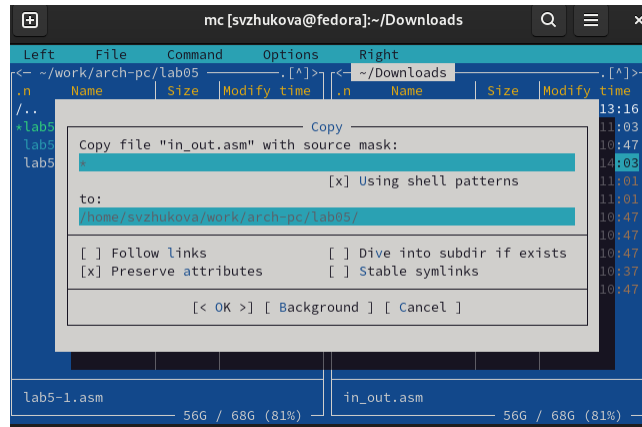 mc [svzhukova@fedora]:~/Downloads
Left File Command Options Right
<— ~/work/arch-pc/lab05 .[^]> <— ~/Downloads .[^]>
.n Name Size Modify time .n Name Size Modify time
/.. 13:16
*lab5 11:03
lab5 10:47
lab5 14:03
11:01
11:01
10:47
10:47
10:37
10:47
Copy
Copy file "in_out.asm" with source mask:
*
[x] Using shell patterns
to:
/home/svzhukova/work/arch-pc/lab05/
[ ] Follow links [ ] Dive into subdir if exists
[x] Preserve attributes [ ] Stable symlinks
[< OK >] [ Background ] [ Cancel ]
lab5-1.asm in_out.asm
56G / 68G (81%) 56G / 68G (81%)